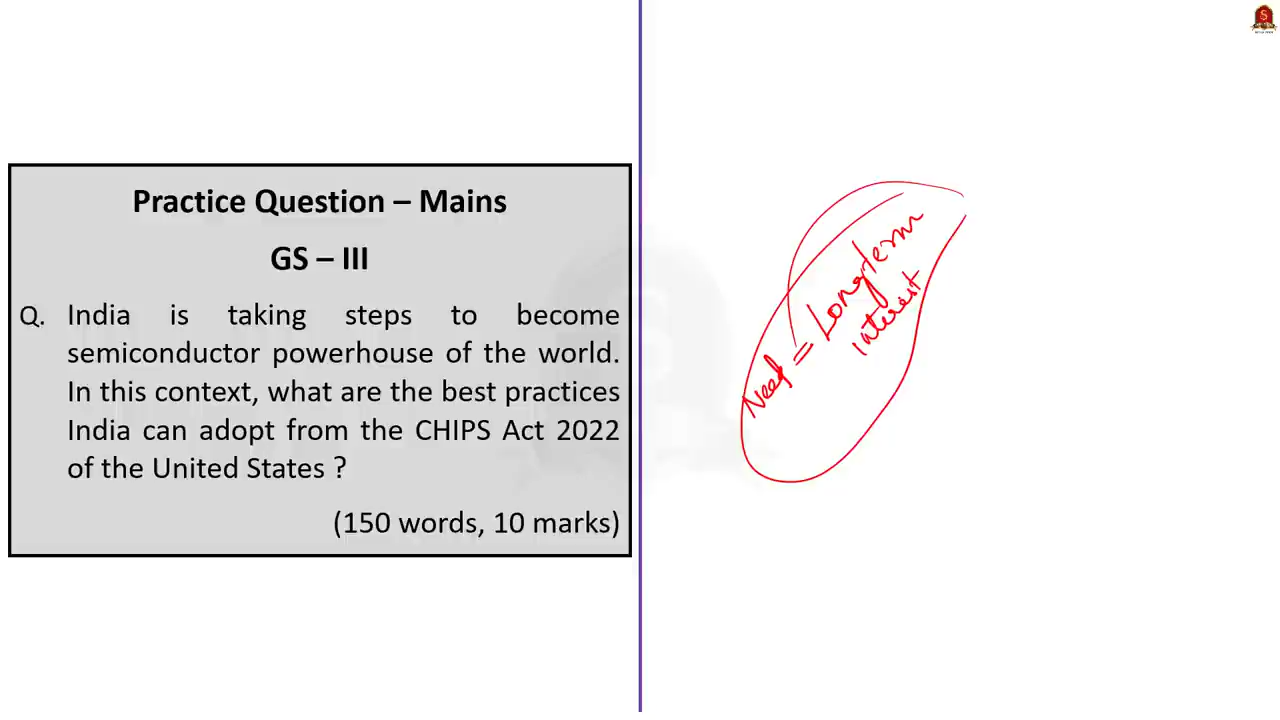 Practice Question – Mains
GS – III
Q. India is taking steps to become
semiconductor powerhouse of the world.
In this context, what are the best practices
India can adopt from the CHIPS Act 2022
of the United States ?
(150 words, 10 marks)
Need = Longterm
interest